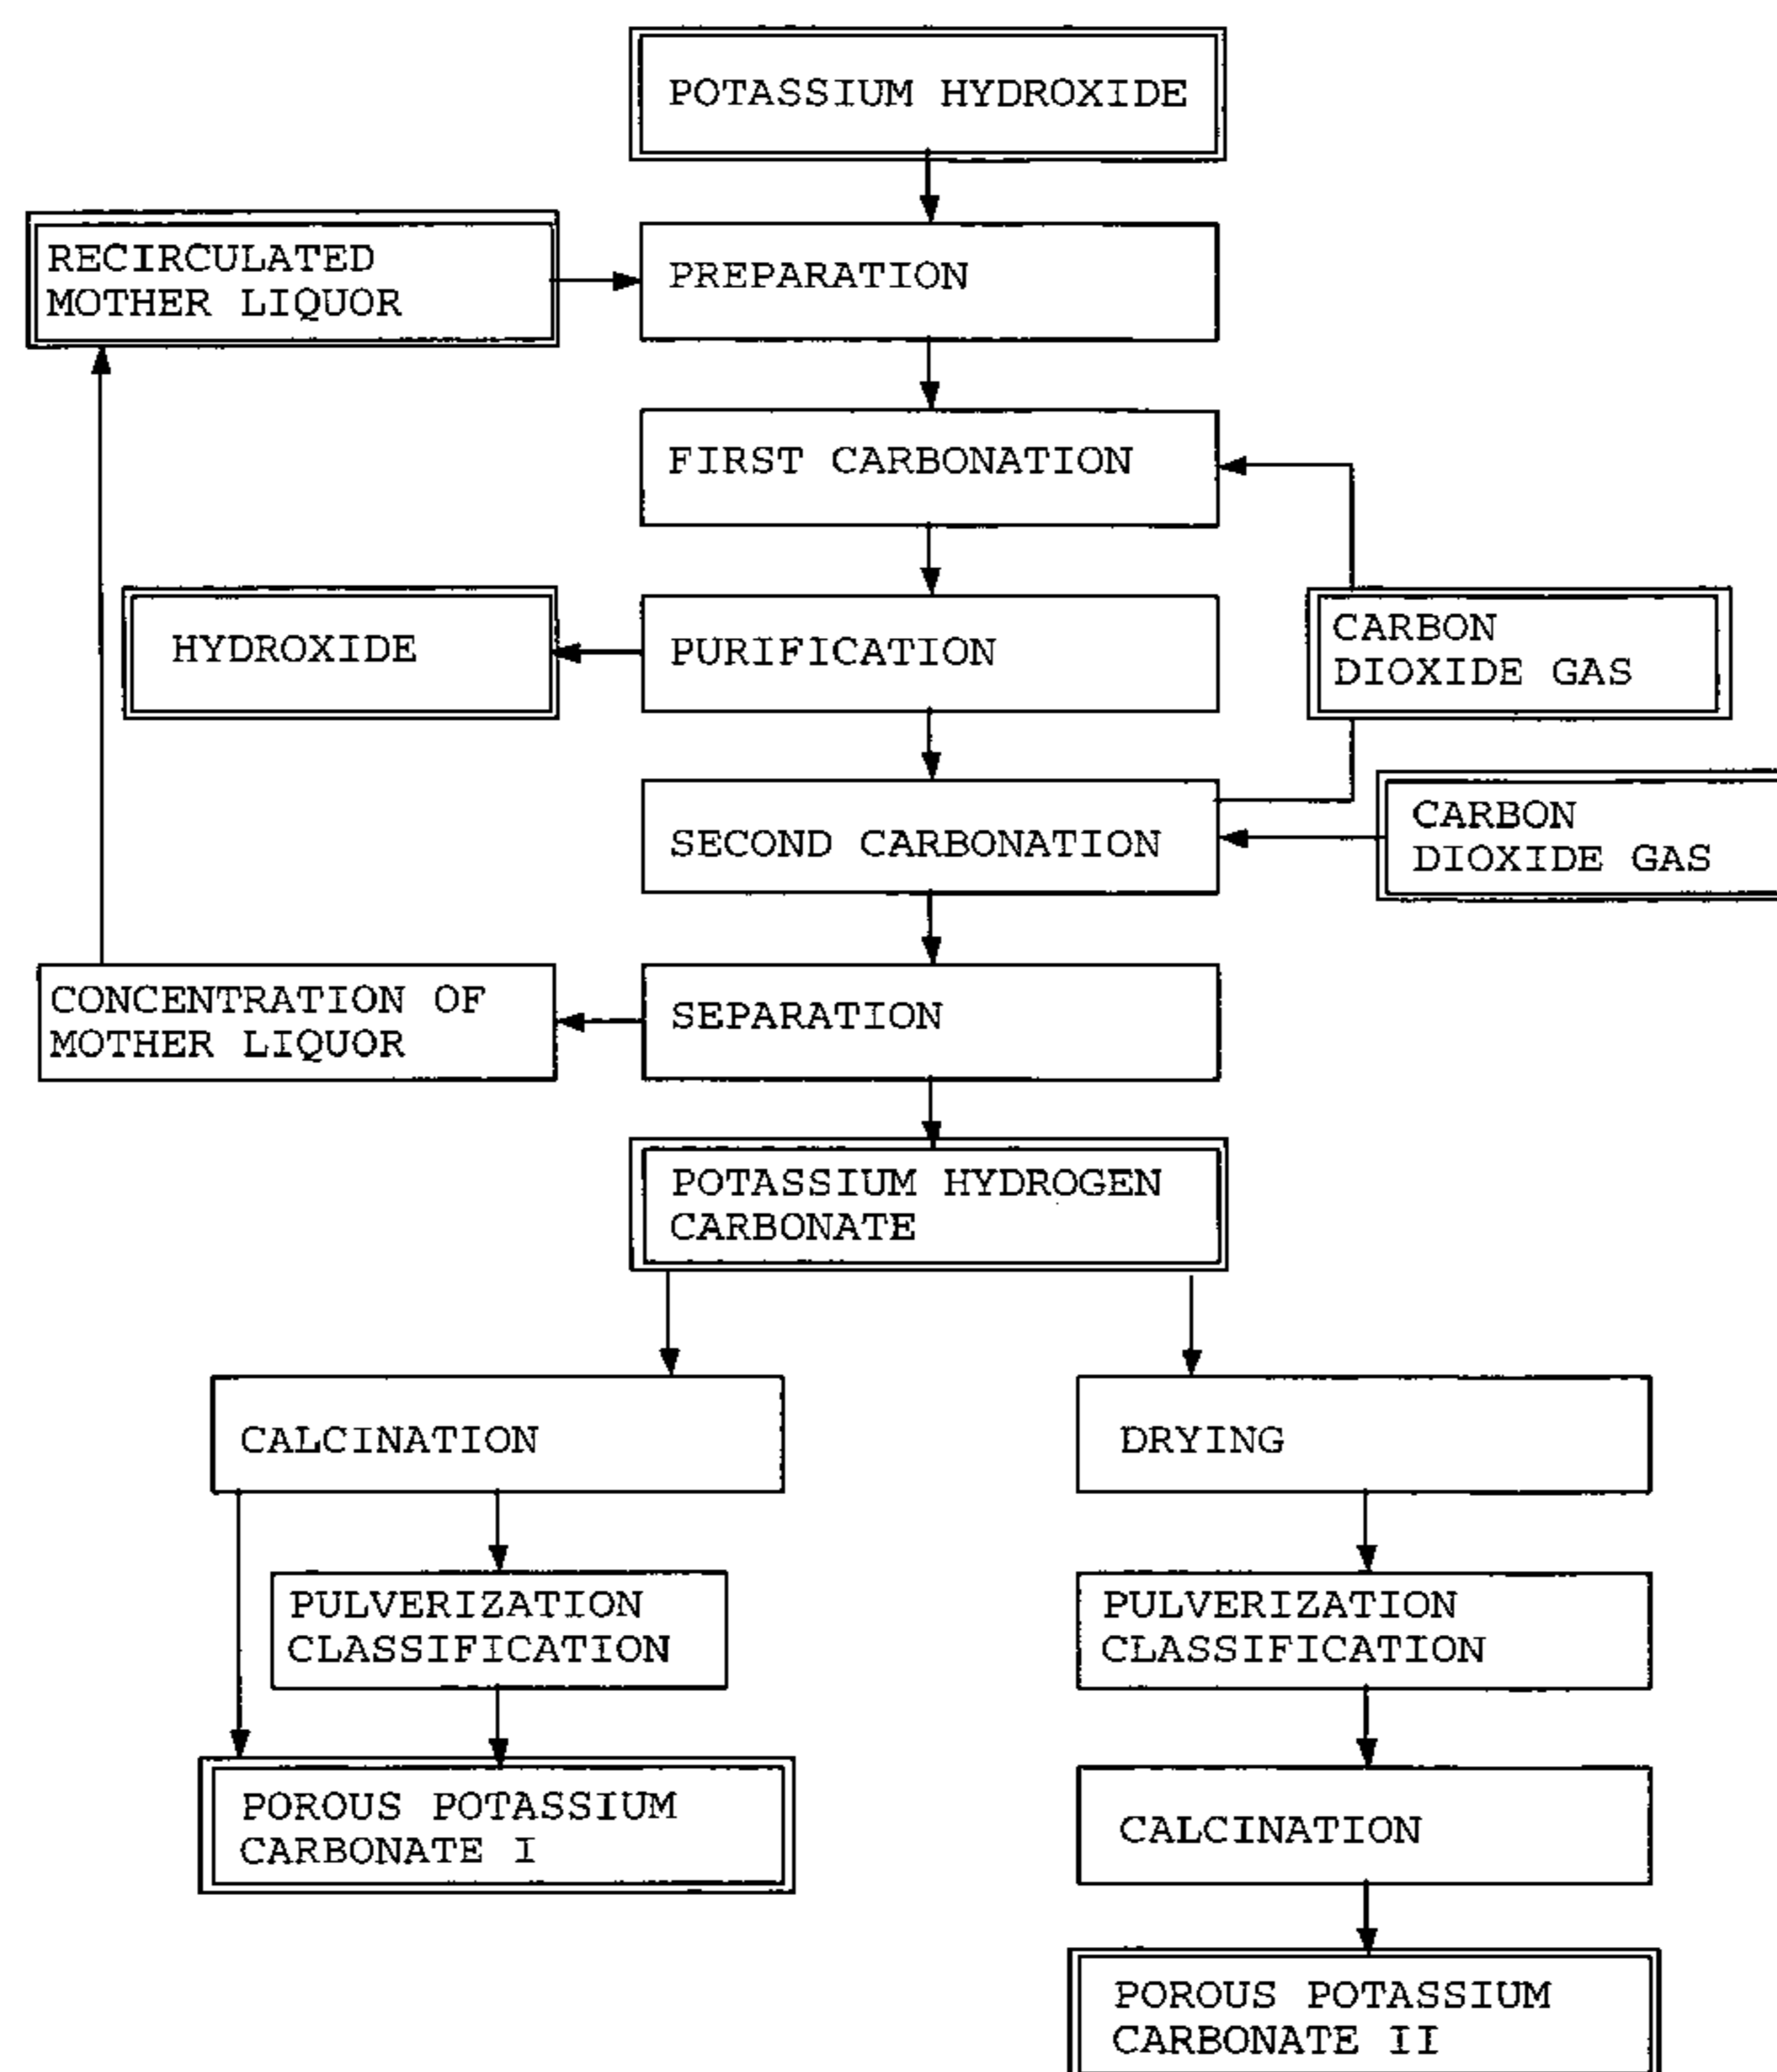 POTASSIUM HYDROXIDE
RECIRCULATED
MOTHER LIQUOR
PREPARATION
FIRST CARBONATION
HYDROXIDE
PURIFICATION
CARBON
DIOXIDE GAS
SECOND CARBONATION
CARBON
DIOXIDE GAS
CONCENTRATION OF
MOTHER LIQUOR
SEPARATION
POTASSIUM HYDROGEN
CARBONATE
CALCINATION
DRYING
PULVERIZATION
CLASSIFICATION
PULVERIZATION
CLASSIFICATION
POROUS POTASSIUM
CARBONATE I
CALCINATION
POROUS POTASSIUM
CARBONATE II